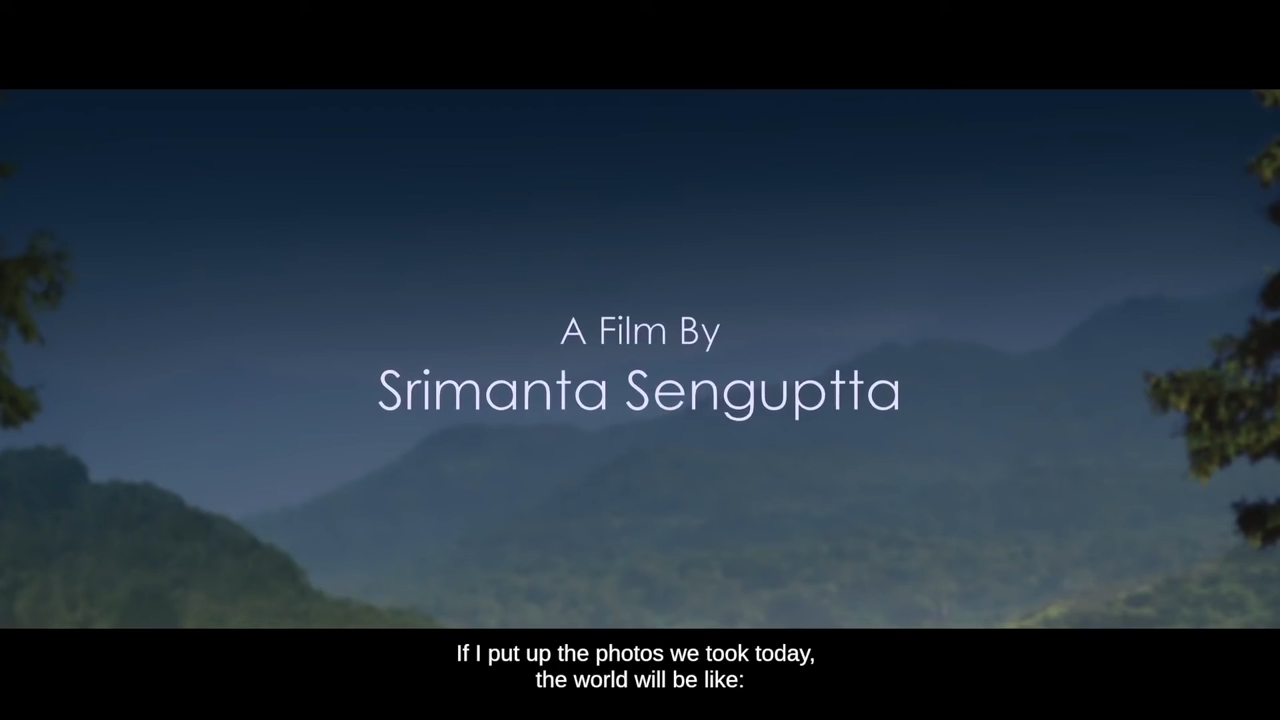 A Film By
Srimanta Senguptta
If I put up the photos we took today,
the world will be like: